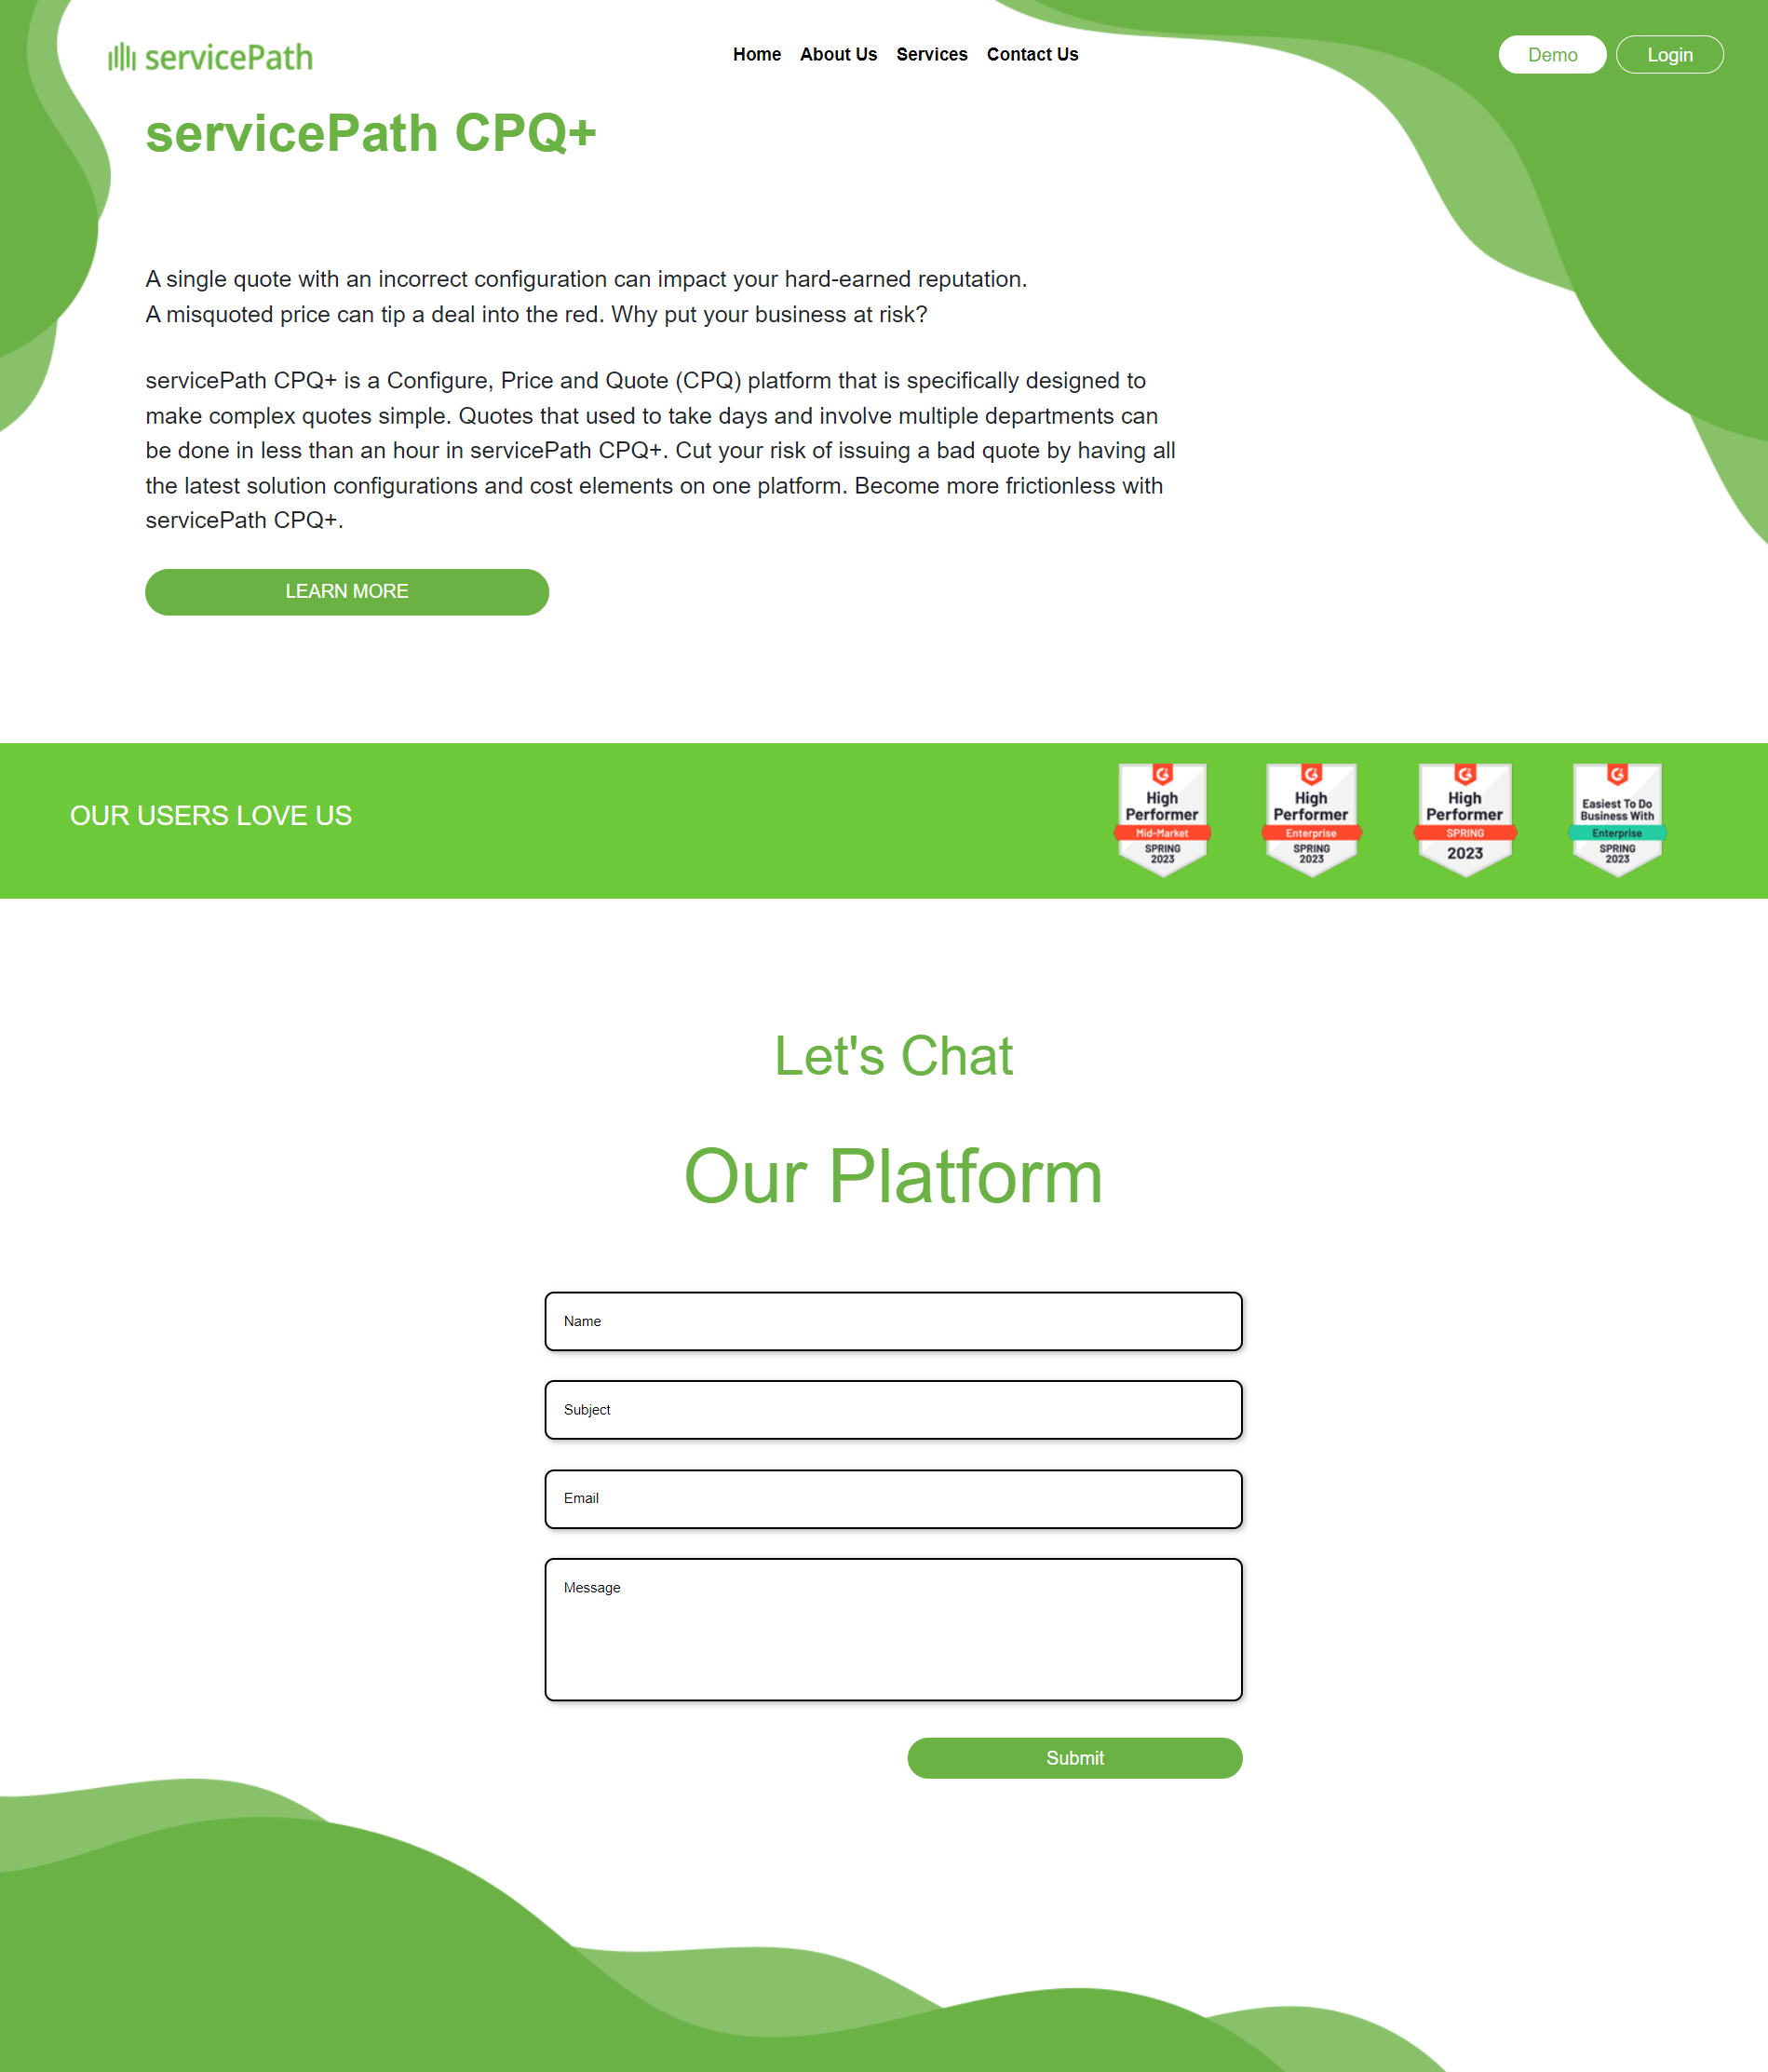 servicePath
Home About Us Services Contact Us
Demo Login
servicePath CPQ+
A single quote with an incorrect configuration can impact your hard-earned reputation.
A misquoted price can tip a deal into the red. Why put your business at risk?
servicePath CPQ+ is a Configure, Price and Quote (CPQ) platform that is specifically designed to
make complex quotes simple. Quotes that used to take days and involve multiple departments can
be done in less than an hour in servicePath CPQ+. Cut your risk of issuing a bad quote by having all
the latest solution configurations and cost elements on one platform. Become more frictionless with
servicePath CPQ+.
LEARN MORE
OUR USERS LOVE US
G
High
Performer
Mid-Market
SPRING
2023
G
High
Performer
Enterprise
SPRING
2023
G
High
Performer
SPRING
2023
G
Easiest To Do
Business With
Enterprise
SPRING
2023
Let's Chat
Our Platform
Name
Subject
Email
Message
Submit